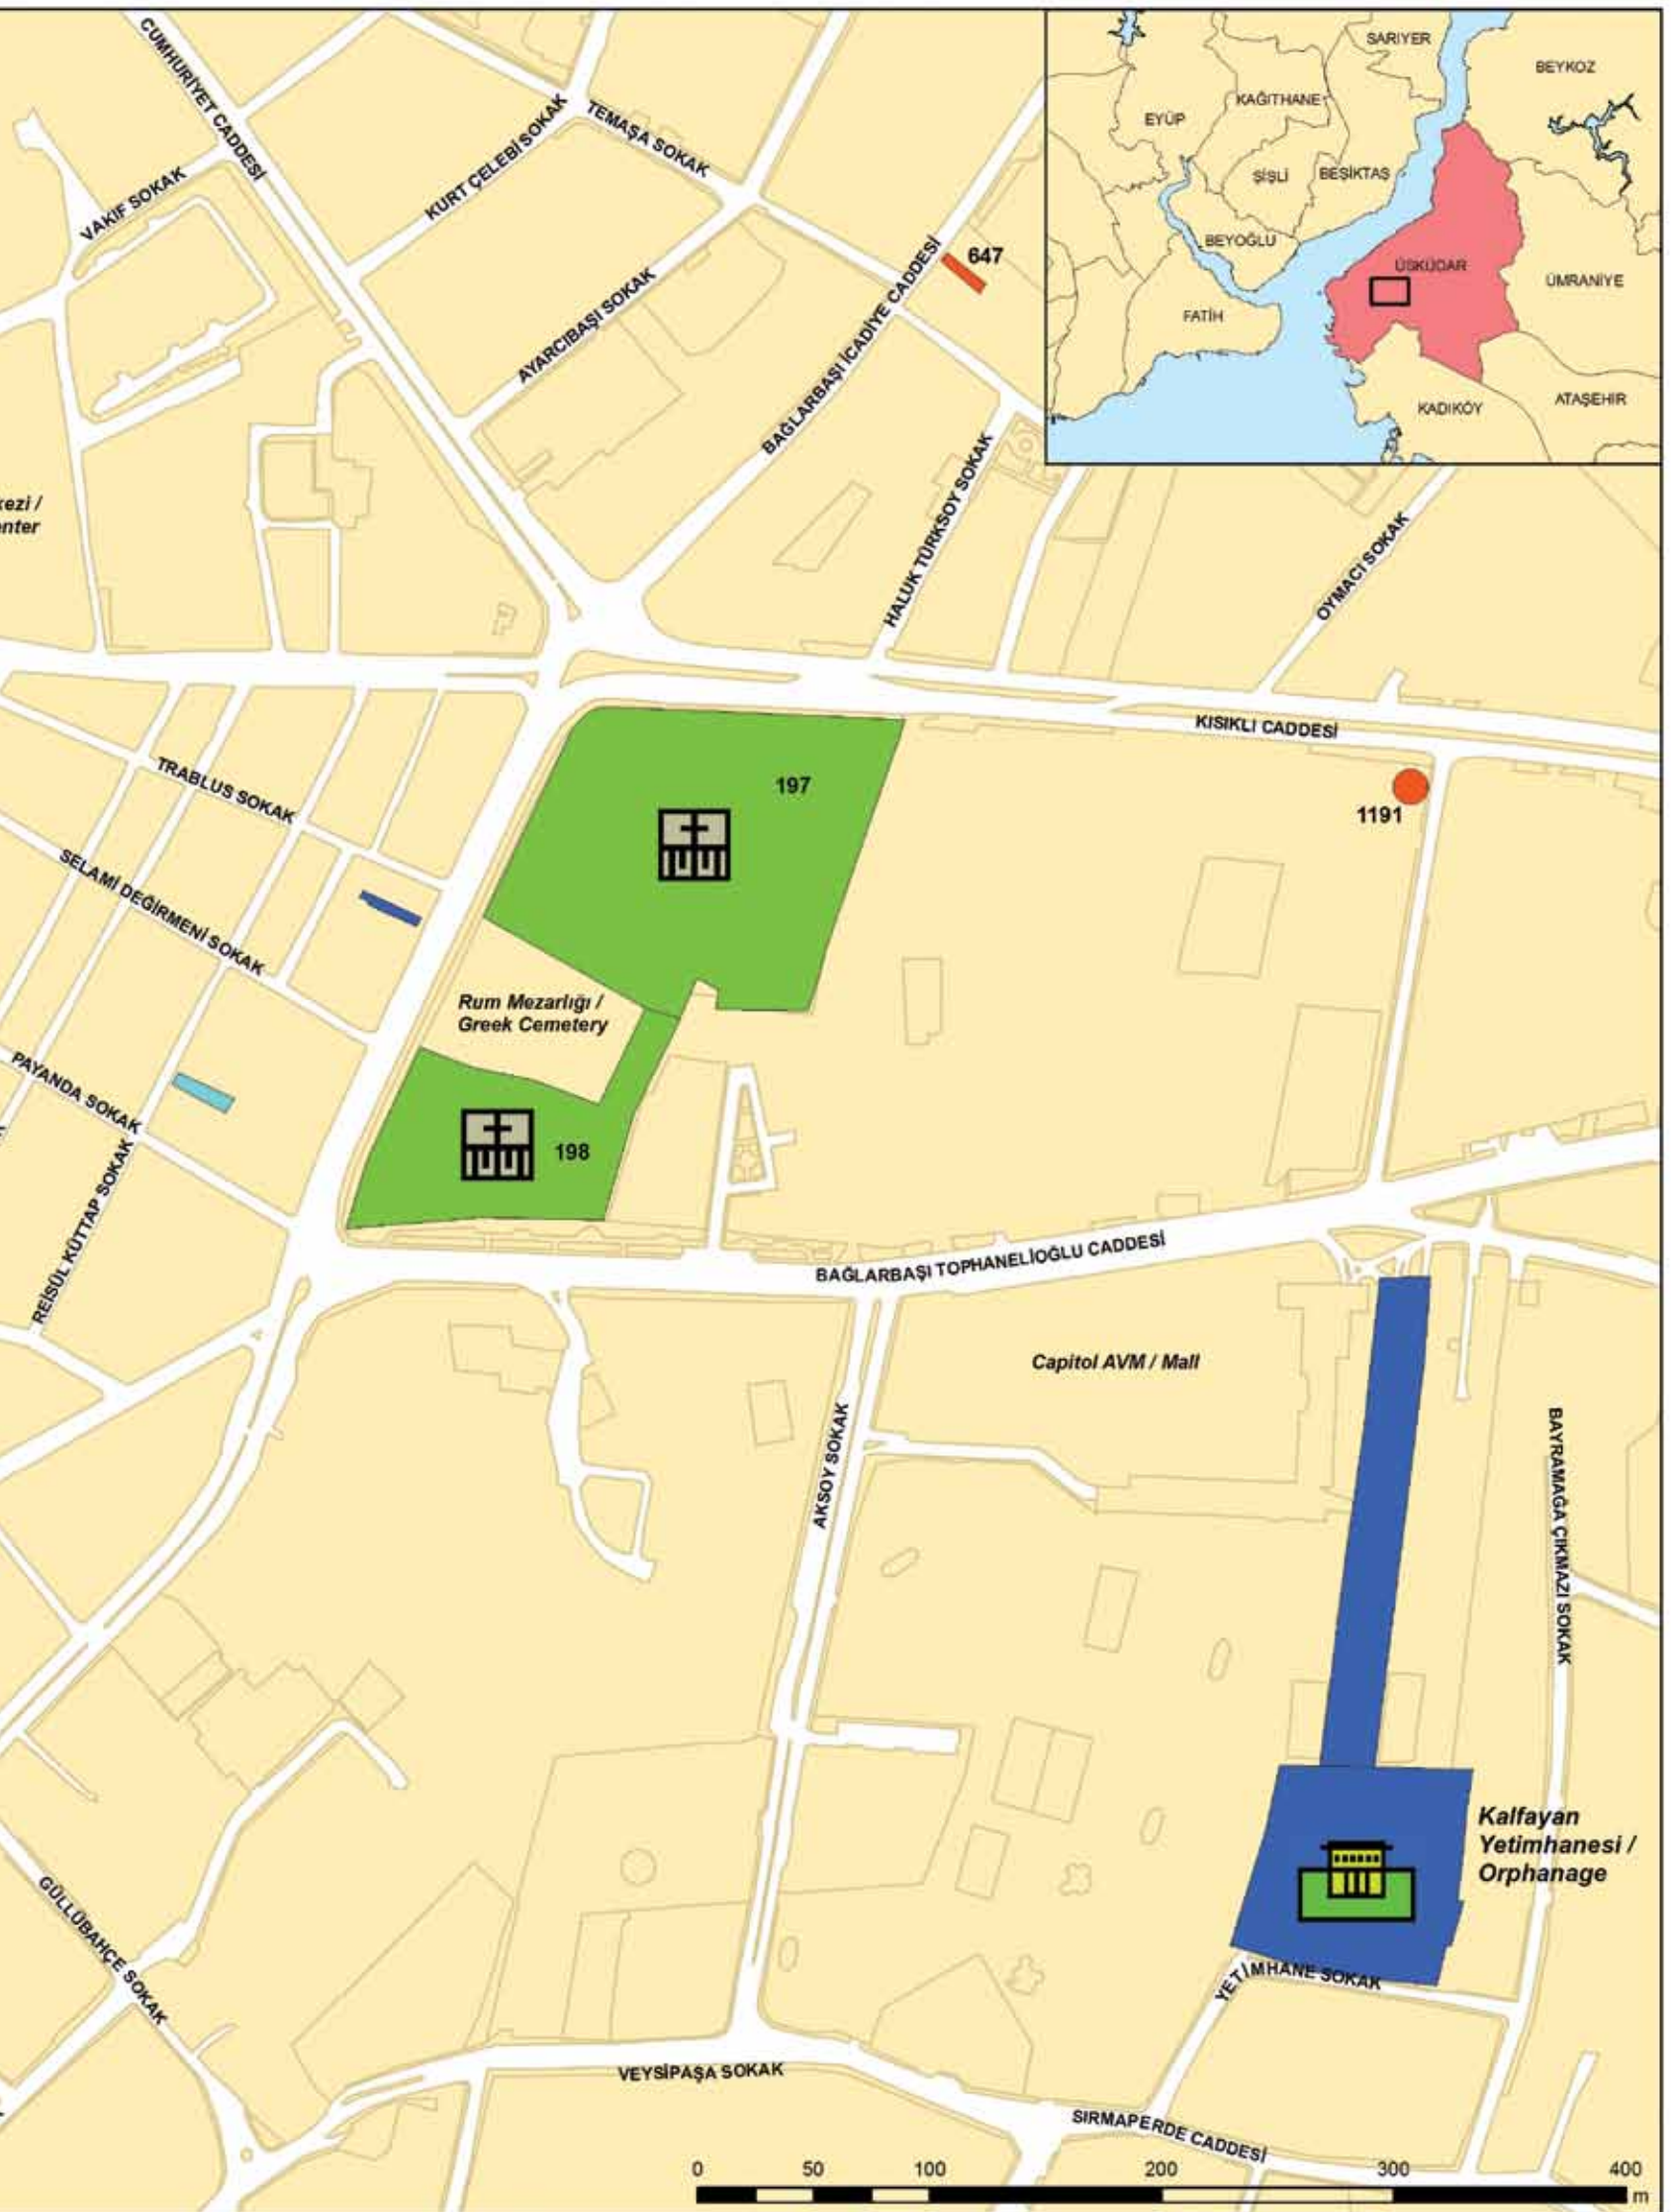 CUMHURİYET CADDESİ
VAKIF SOKAK
KURT ÇELEBİ SOKAK
TEMAŞA SOKAK
AYARCIBAŞI SOKAK
BAĞLARBAŞI İCADİYE CADDESİ
647
SARIYER
BEYKOZ
KAĞITHANE
EYÜP
ŞİŞLİ
BEŞİKTAŞ
BEYOĞLU
ÜSKÜDAR
ÜMRANİYE
FATİH
KADIKÖY
ATAŞEHİR
kezi /
enter
HALUK TÜRKSOY SOKAK
OYMACI SOKAK
KISIKLI CADDESİ
197
1191
TRABLUS SOKAK
SELAMİ DEĞİRMENİ SOKAK
Rum Mezarlığı /
Greek Cemetery
PAYANDA SOKAK
198
REİSÜL KÜTTAP SOKAK
BAĞLARBAŞI TOPHANELİOĞLU CADDESİ
Capitol AVM / Mall
AKSOY SOKAK
BAYRAMAĞA ÇIKMAZI SOKAK
Kalfayan
Yetimhanesi /
Orphanage
GÜLLÜBAHÇE SOKAK
YETİMHANE SOKAK
VEYSİPAŞA SOKAK
SIRMAPERDE CADDESİ
0 50 100 200 300 400
m